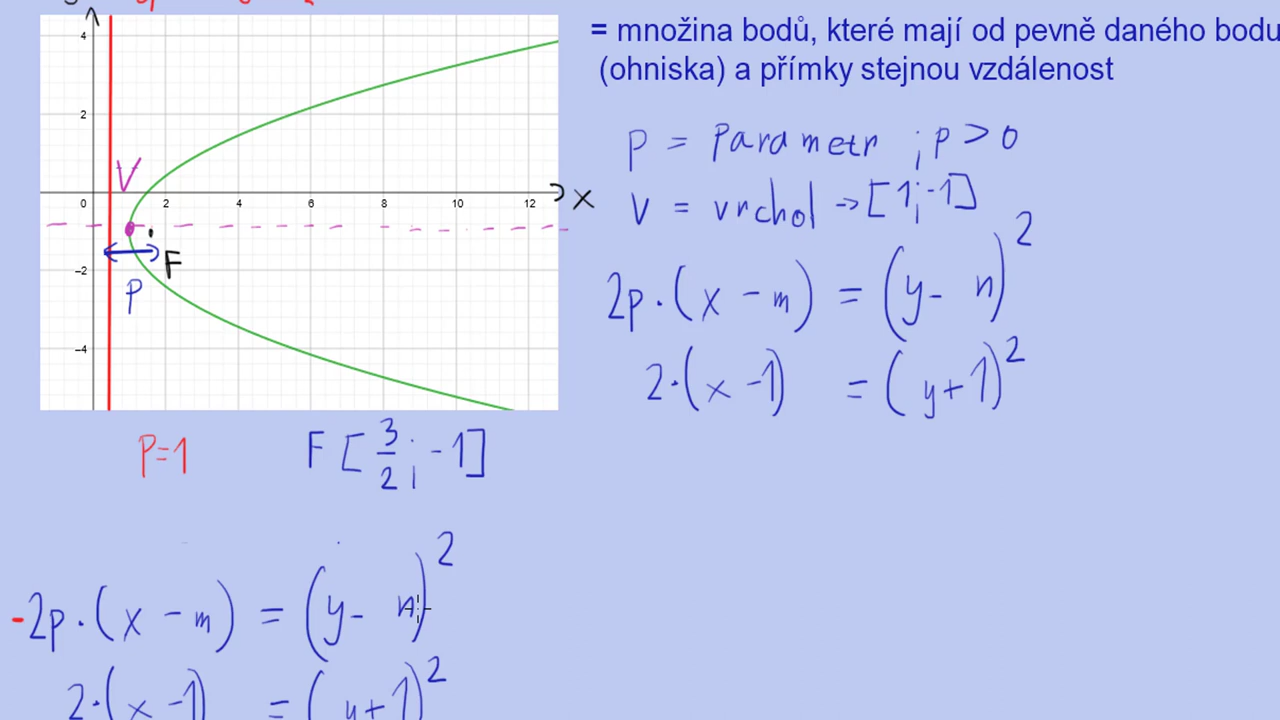 = množina bodů, které mají od pevně daného bodu
(ohniska) a přímky stejnou vzdálenost
p = Parametr ; p > 0
V = vrchol → [1;-1]
2p·(x - m) = (y - n)²
2·(x - 1) = (y + 1)²
4
2
0
2
4
6
8
10
12
x
V
-2
F
p
-4
P=1
F [3/2; -1]
-2p·(x - m) = (y - n)²
2·(x - 1) = (y + 1)²